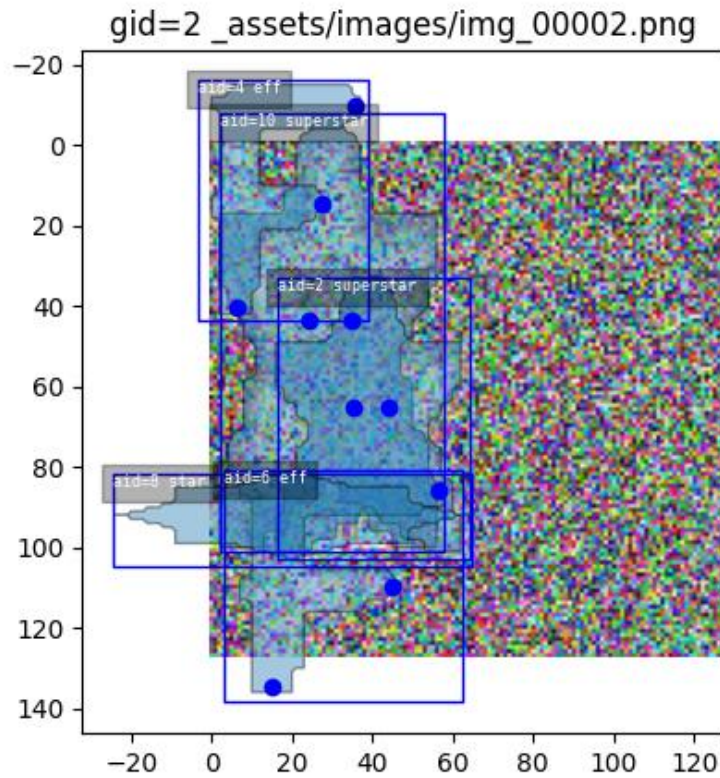 gid=2 _assets/images/img_00002.png
−20
aid=4 eff
0
aid=10 superstar
20
aid=2 superstar
40
60
80
aid=8 star
aid=6 eff
100
120
140
−20 0 20 40 60 80 100 120